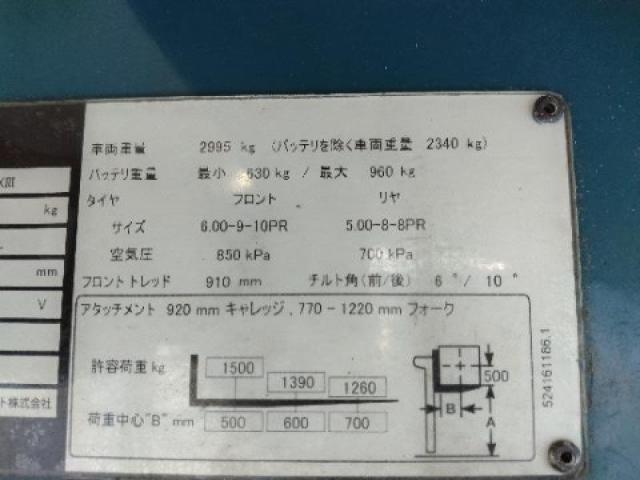 車両重量 2995 kg (バッテリを除く車両重量 2340 kg)
バッテリ重量 最小 630 kg / 最大 960 kg
タイヤ フロント リヤ
サイズ 6.00-9-10PR 5.00-8-8PR
空気圧 850 kPa 700 kPa
フロントトレッド 910 mm チルト角(前/後) 6°/ 10°
アタッチメント 920 mm キャレッジ , 770-1220 mm フォーク
許容荷重 kg 1500 1390 1260
荷重中心"B" mm 500 600 700
500
B
A
524161186.1
kg
mm
V
ト株式会社